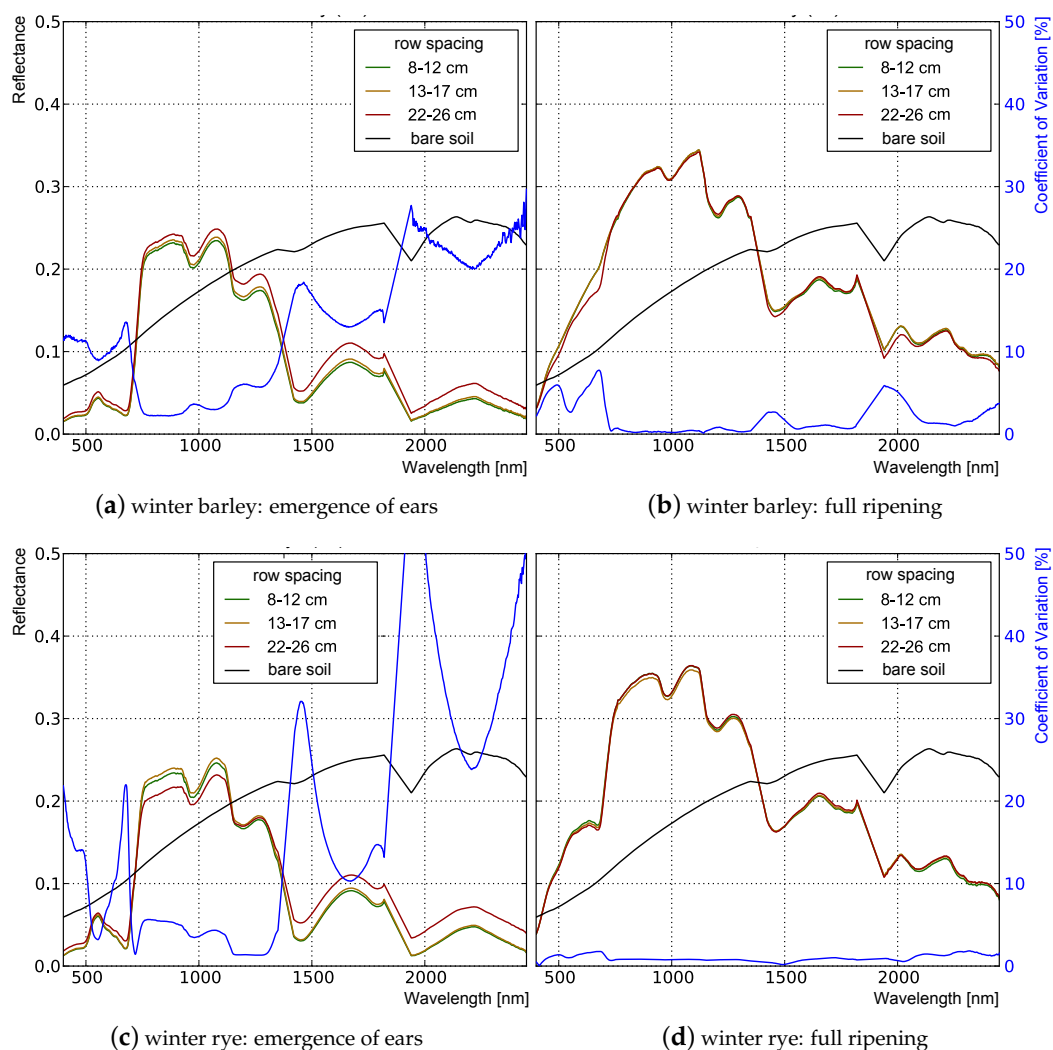 0.5
0.4
0.3
0.2
0.1
0.0
Reflectance
row spacing
8-12 cm
13-17 cm
22-26 cm
bare soil
500
1000
1500
2000
Wavelength [nm]
(a) winter barley: emergence of ears
row spacing
8-12 cm
13-17 cm
22-26 cm
bare soil
50
40
30
20
10
0
Coefficient of Variation [%]
500
1000
1500
2000
Wavelength [nm]
(b) winter barley: full ripening
0.5
0.4
0.3
0.2
0.1
0.0
Reflectance
row spacing
8-12 cm
13-17 cm
22-26 cm
bare soil
500
1000
1500
2000
Wavelength [nm]
(c) winter rye: emergence of ears
row spacing
8-12 cm
13-17 cm
22-26 cm
bare soil
50
40
30
20
10
0
Coefficient of Variation [%]
500
1000
1500
2000
Wavelength [nm]
(d) winter rye: full ripening